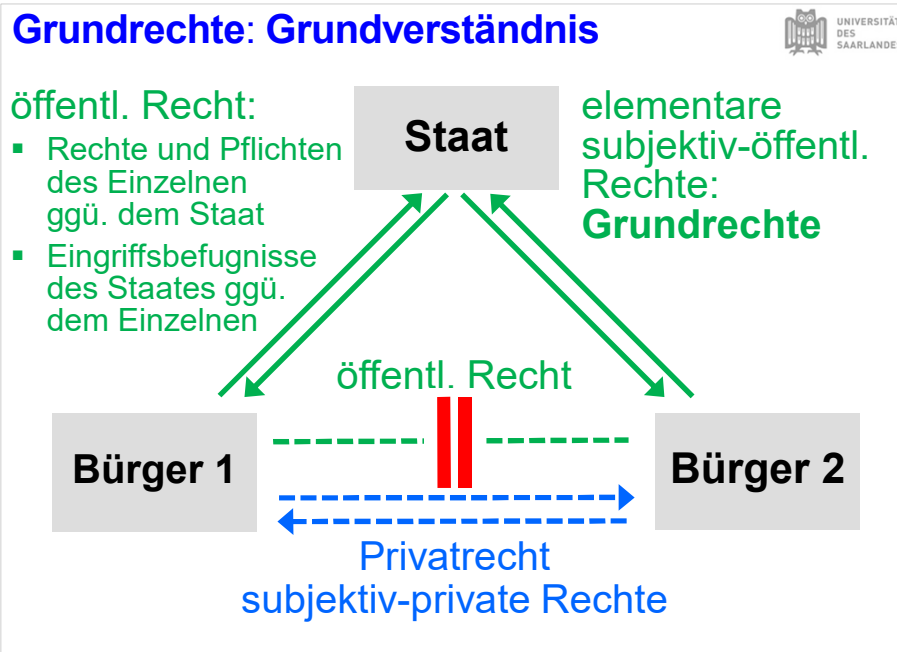 Grundrechte: Grundverständnis
UNIVERSITÄT
DES
SAARLANDES
öffentl. Recht:
▪ Rechte und Pflichten
des Einzelnen
ggü. dem Staat
▪ Eingriffsbefugnisse
des Staates ggü.
dem Einzelnen
Staat
elementare
subjektiv-öffentl.
Rechte:
Grundrechte
öffentl. Recht
Bürger 1
Bürger 2
Privatrecht
subjektiv-private Rechte